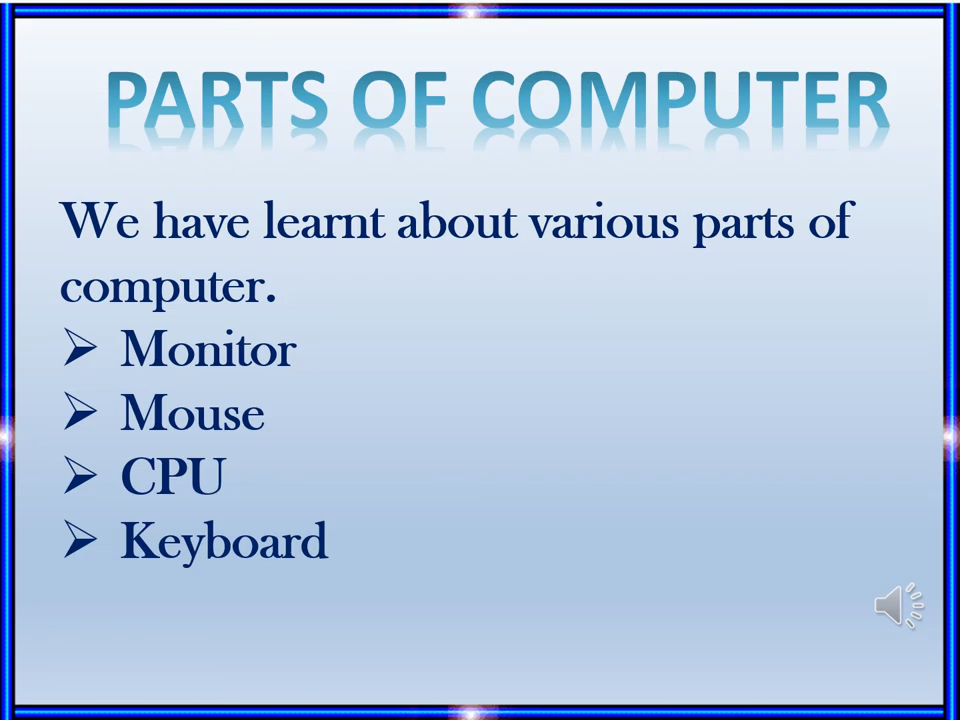 PARTS OF COMPUTER
We have learnt about various parts of
computer.
➢ Monitor
➢ Mouse
➢ CPU
➢ Keyboard